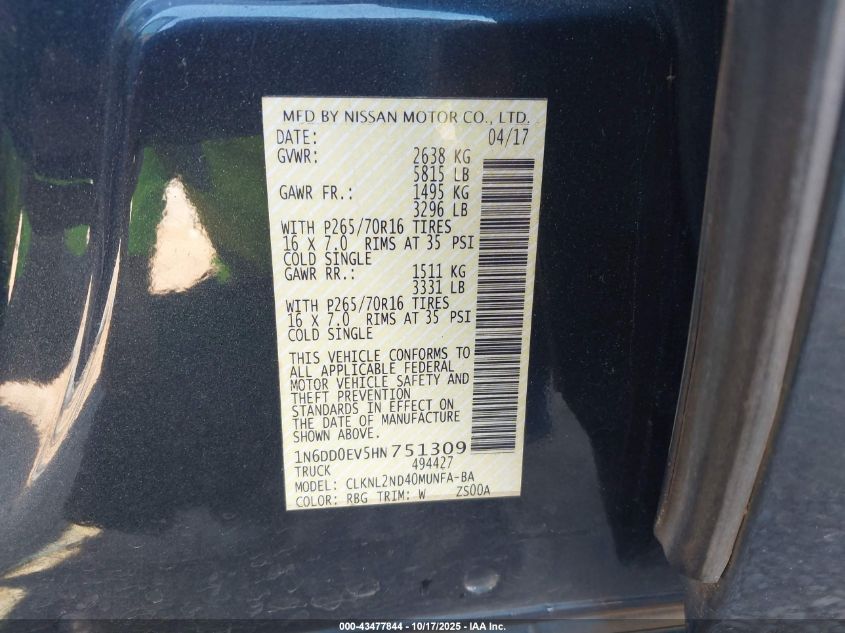 MFD BY NISSAN MOTOR CO., LTD.
DATE: 04/17
GVWR: 2638 KG
5815 LB
GAWR FR.: 1495 KG
3296 LB
WITH P265/70R16 TIRES
16 X 7.0 RIMS AT 35 PSI
COLD SINGLE
GAWR RR.: 1511 KG
3331 LB
WITH P265/70R16 TIRES
16 X 7.0 RIMS AT 35 PSI
COLD SINGLE
THIS VEHICLE CONFORMS TO
ALL APPLICABLE FEDERAL
MOTOR VEHICLE SAFETY AND
THEFT PREVENTION
STANDARDS IN EFFECT ON
THE DATE OF MANUFACTURE
SHOWN ABOVE.
1N6DD0EV5HN751309
TRUCK 494427
MODEL: CLKNL2ND40MUNFA-BA
COLOR: RBG TRIM: W ZS00A
000-43477844 - 10/17/2025 - IAA Inc.